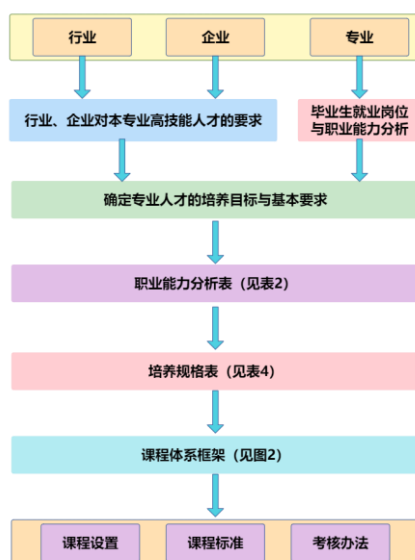 行业
企业
专业
行业、企业对本专业高技能人才的要求
毕业生就业岗位
与职业能力分析
确定专业人才的培养目标与基本要求
职业能力分析表（见表2）
培养规格表（见表4）
课程体系框架（见图2）
课程设置
课程标准
考核办法